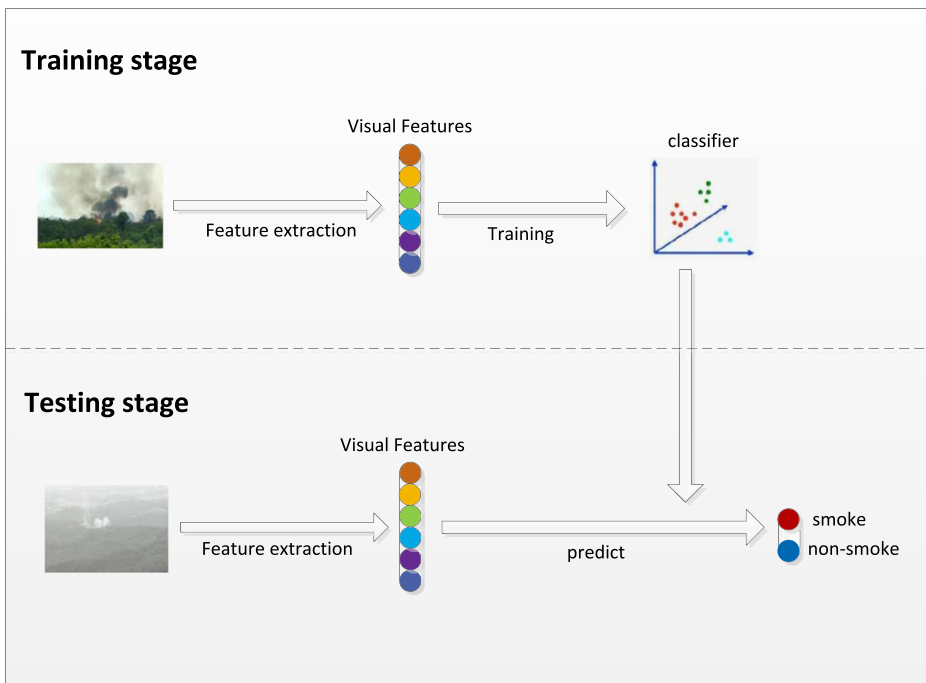 Training stage
Visual Features
classifier
Feature extraction
Training
Testing stage
Visual Features
Feature extraction
predict
smoke
non-smoke